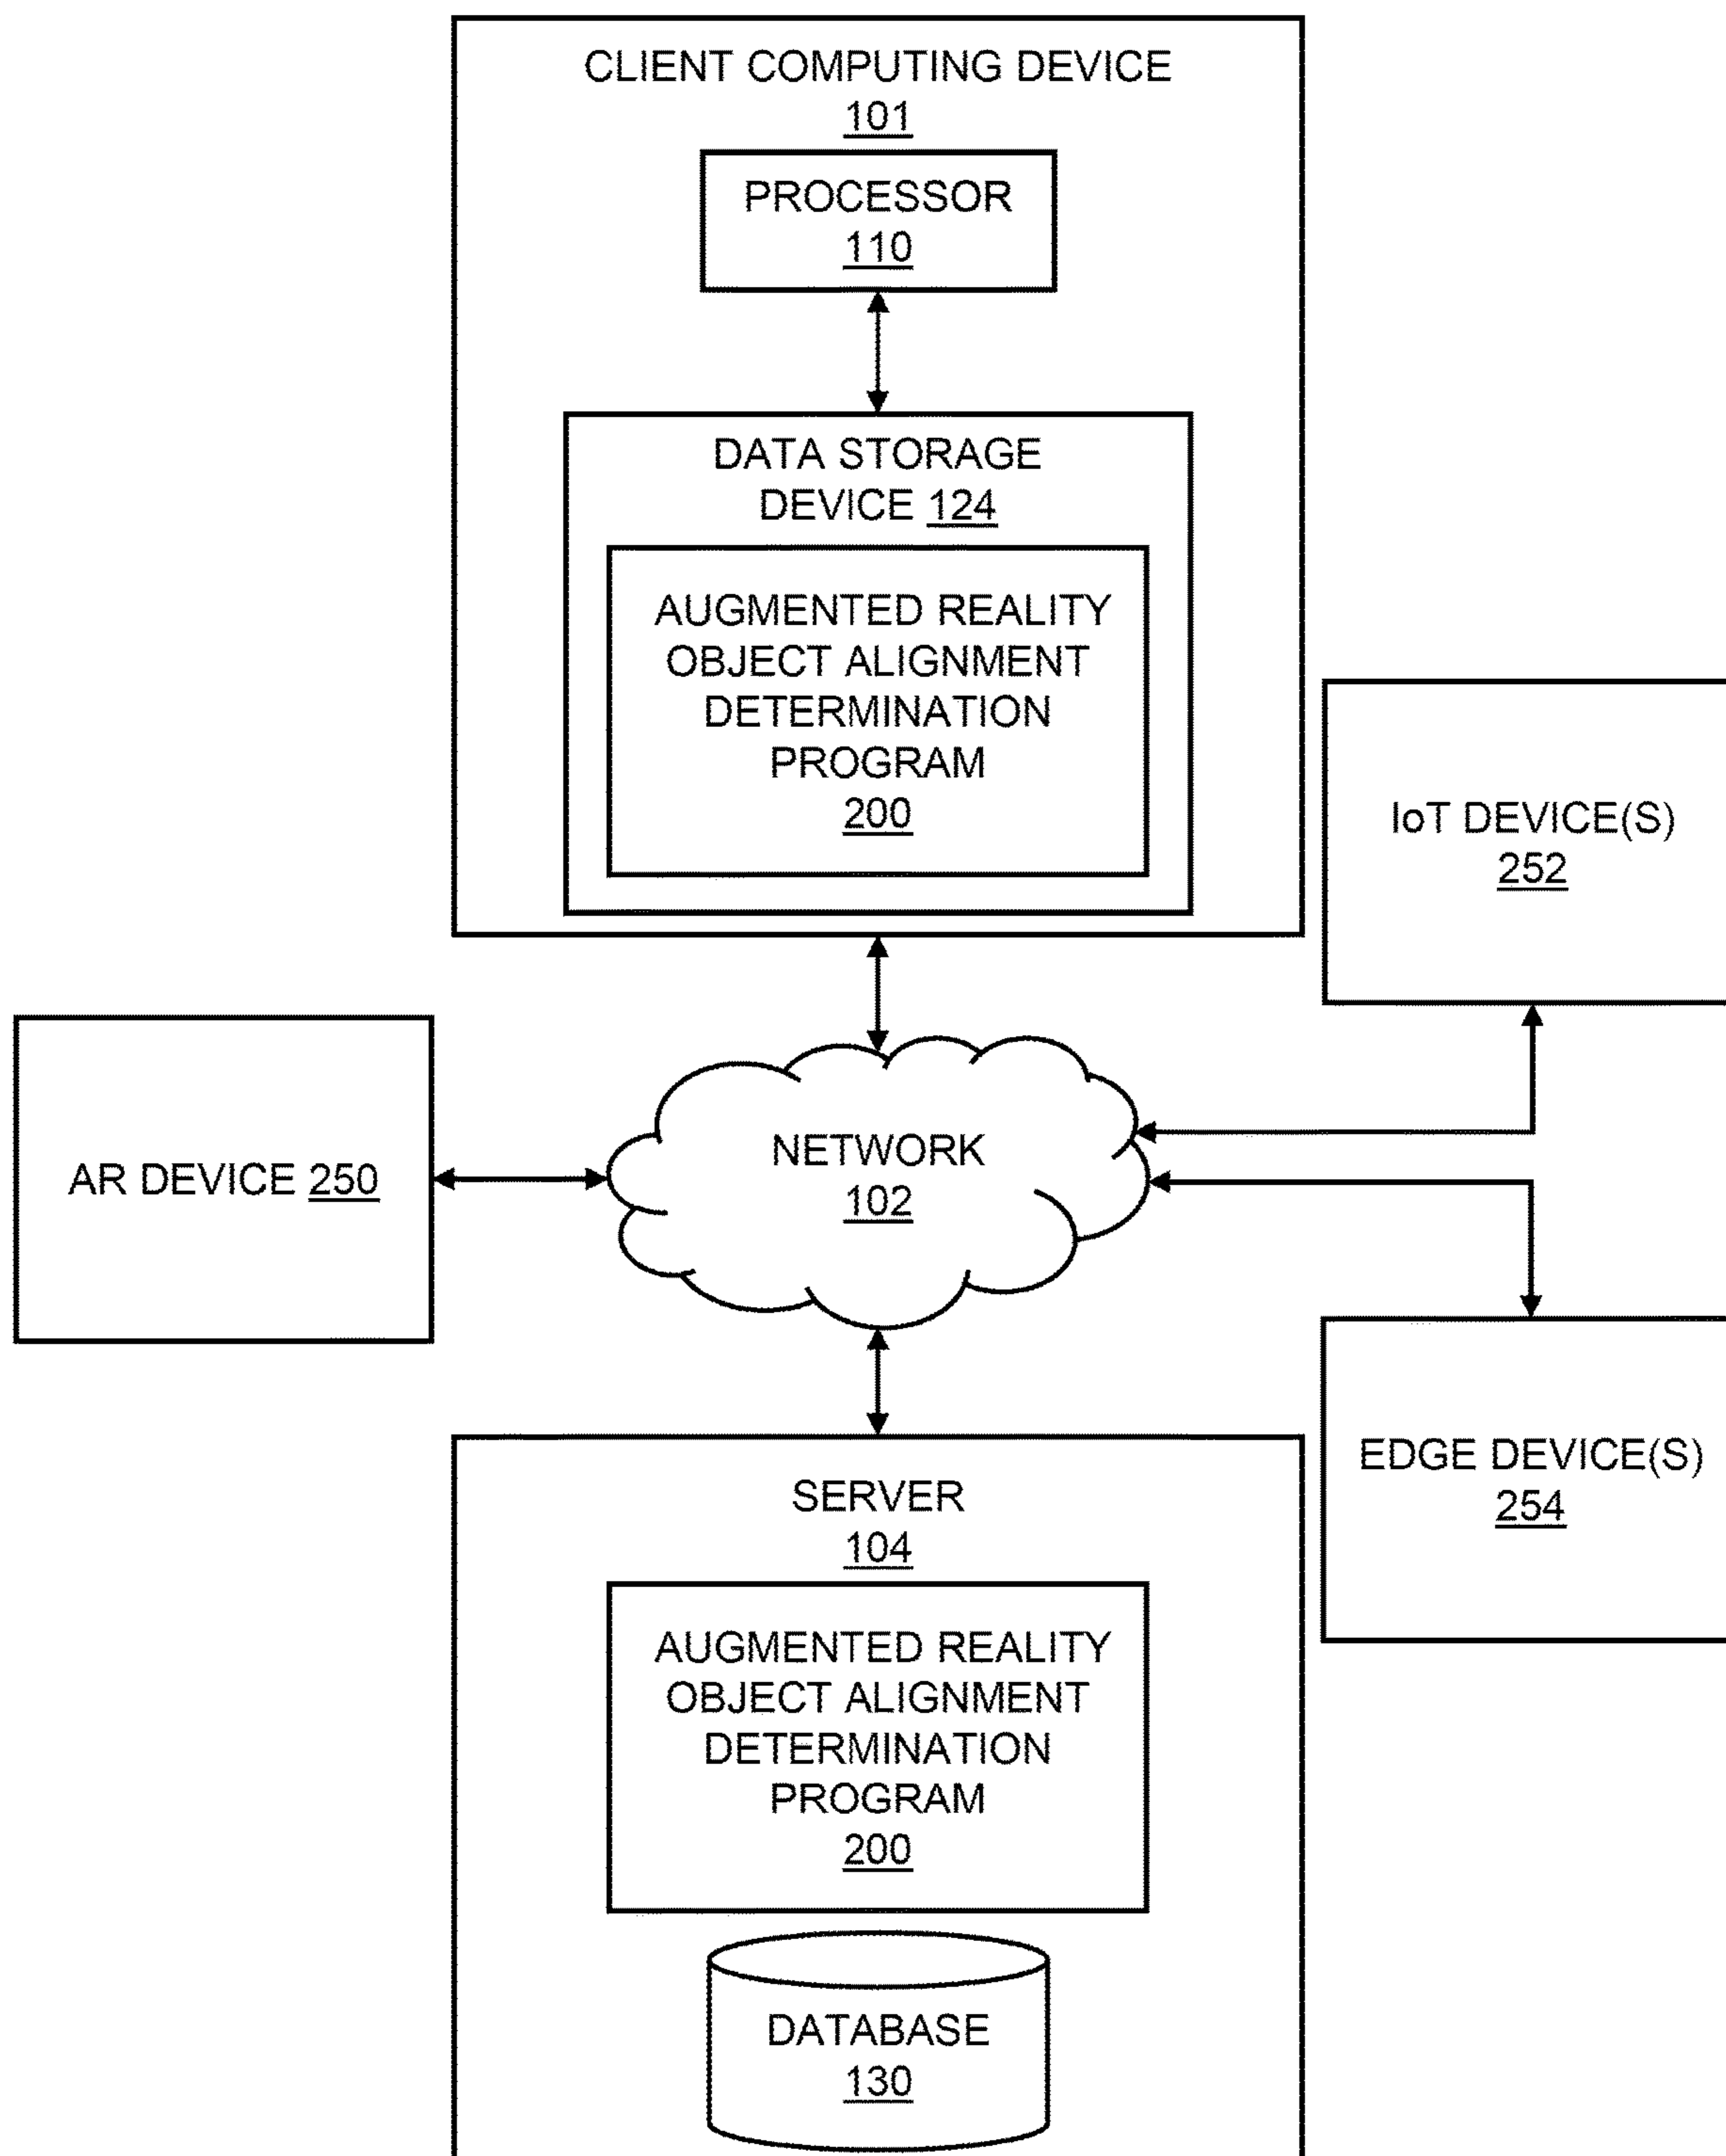 CLIENT COMPUTING DEVICE
101
PROCESSOR
110
DATA STORAGE
DEVICE 124
AUGMENTED REALITY
OBJECT ALIGNMENT
DETERMINATION
PROGRAM
200
IoT DEVICE(S)
252
AR DEVICE 250
NETWORK
102
EDGE DEVICE(S)
254
SERVER
104
AUGMENTED REALITY
OBJECT ALIGNMENT
DETERMINATION
PROGRAM
200
DATABASE
130